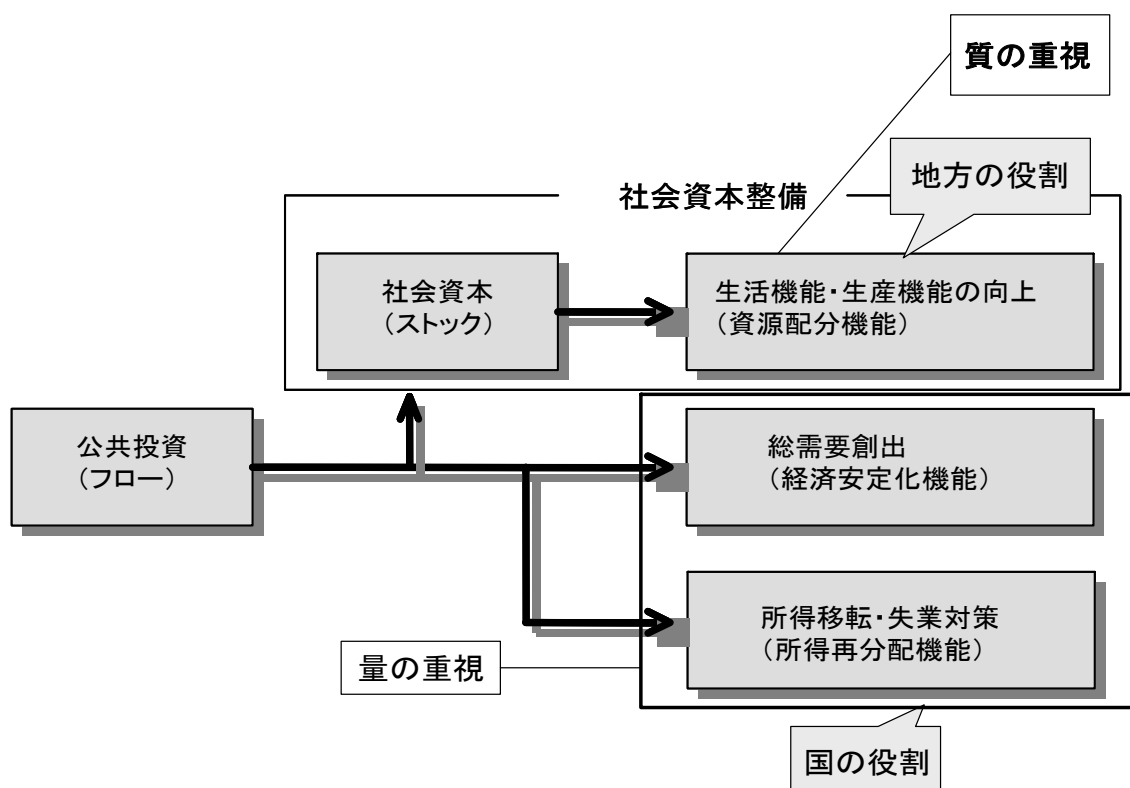 質の重視
地方の役割
社会資本整備
社会資本
（ストック）
生活機能・生産機能の向上
（資源配分機能）
公共投資
（フロー）
総需要創出
（経済安定化機能）
所得移転・失業対策
（所得再分配機能）
量の重視
国の役割